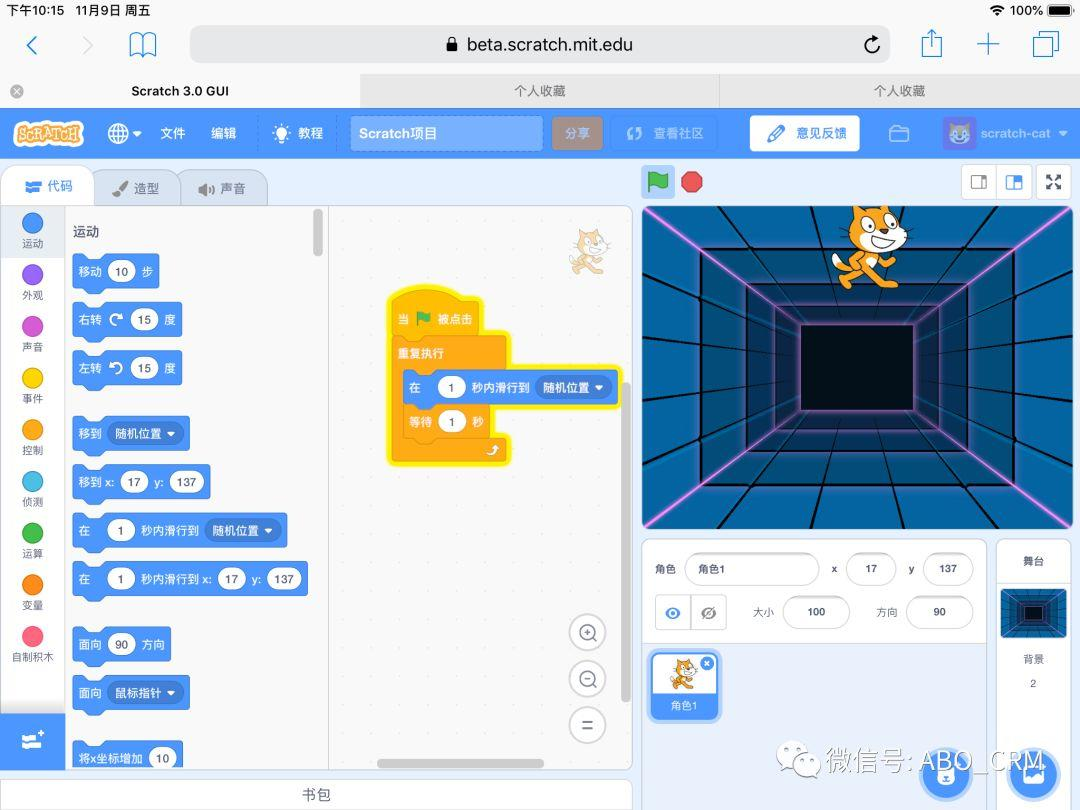 下午10:15 11月9日 周五
100%
beta.scratch.mit.edu
Scratch 3.0 GUI
个人收藏
个人收藏
SCRATCH
文件
编辑
教程
Scratch项目
分享
查看社区
意见反馈
scratch-cat
代码
造型
声音
运动
外观
声音
事件
控制
侦测
运算
变量
自制积木
运动
移动 10 步
右转 15 度
左转 15 度
移到 随机位置
移到 x: 17 y: 137
在 1 秒内滑行到 随机位置
在 1 秒内滑行到 x: 17 y: 137
面向 90 方向
面向 鼠标指针
将x坐标增加 10
当 被点击
重复执行
在 1 秒内滑行到 随机位置
等待 1 秒
角色 角色1 x 17 y 137
大小 100 方向 90
角色1
舞台
背景
2
书包
微信号: ABO_CRM